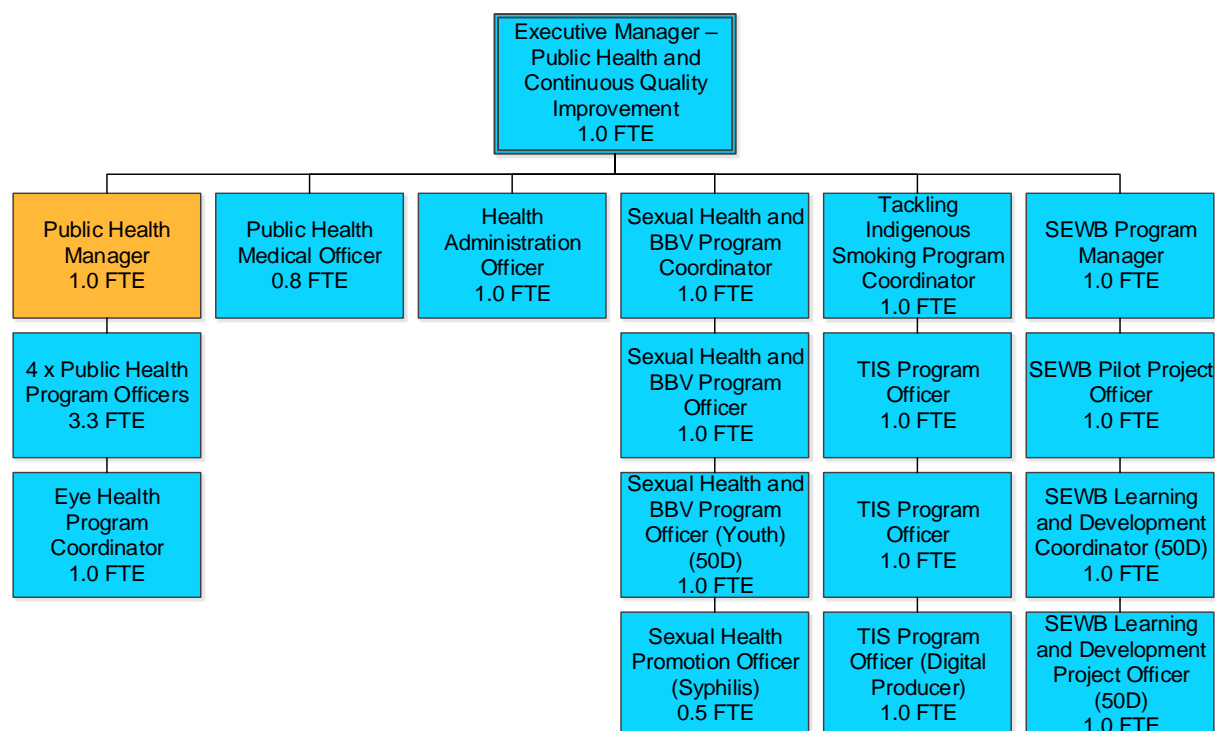 Executive Manager –
Public Health and
Continuous Quality
Improvement
1.0 FTE
Public Health
Manager
1.0 FTE
Public Health
Medical Officer
0.8 FTE
Health
Administration
Officer
1.0 FTE
Sexual Health and
BBV Program
Coordinator
1.0 FTE
Tackling
Indigenous
Smoking Program
Coordinator
1.0 FTE
SEWB Program
Manager
1.0 FTE
4 x Public Health
Program Officers
3.3 FTE
Sexual Health and
BBV Program
Officer
1.0 FTE
TIS Program
Officer
1.0 FTE
SEWB Pilot Project
Officer
1.0 FTE
Eye Health
Program
Coordinator
1.0 FTE
Sexual Health and
BBV Program
Officer (Youth)
(50D)
1.0 FTE
TIS Program
Officer
1.0 FTE
SEWB Learning
and Development
Coordinator (50D)
1.0 FTE
Sexual Health
Promotion Officer
(Syphilis)
0.5 FTE
TIS Program
Officer (Digital
Producer)
1.0 FTE
SEWB Learning
and Development
Project Officer
(50D)
1.0 FTE